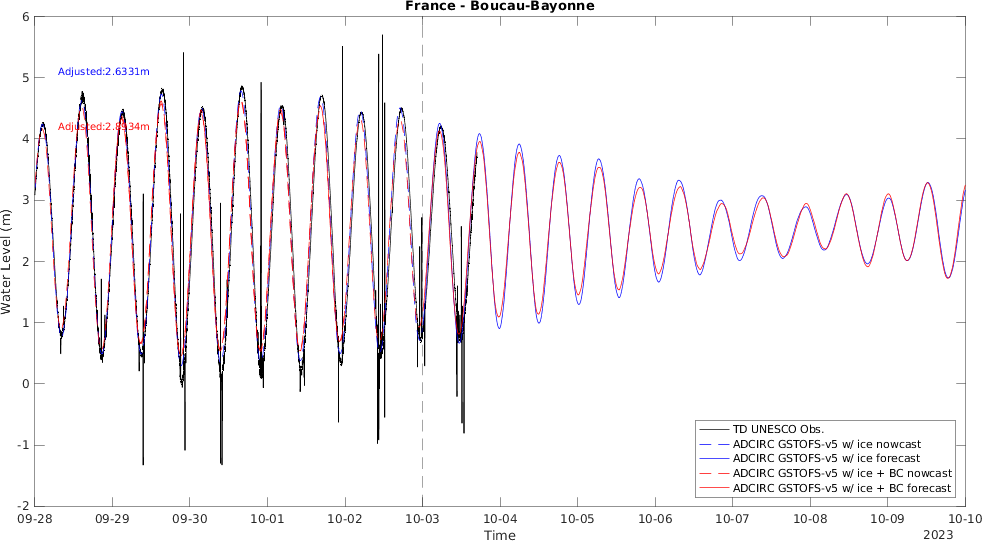 France - Boucau-Bayonne
6
5
4
3
2
1
0
-1
-2
Water Level (m)
Adjusted:2.6331m
Adjusted:2.8934m
TD UNESCO Obs.
ADCIRC GSTOFS-v5 w/ ice nowcast
ADCIRC GSTOFS-v5 w/ ice forecast
ADCIRC GSTOFS-v5 w/ ice + BC nowcast
ADCIRC GSTOFS-v5 w/ ice + BC forecast
09-28 09-29 09-30 10-01 10-02 10-03 10-04 10-05 10-06 10-07 10-08 10-09 10-10
Time
2023